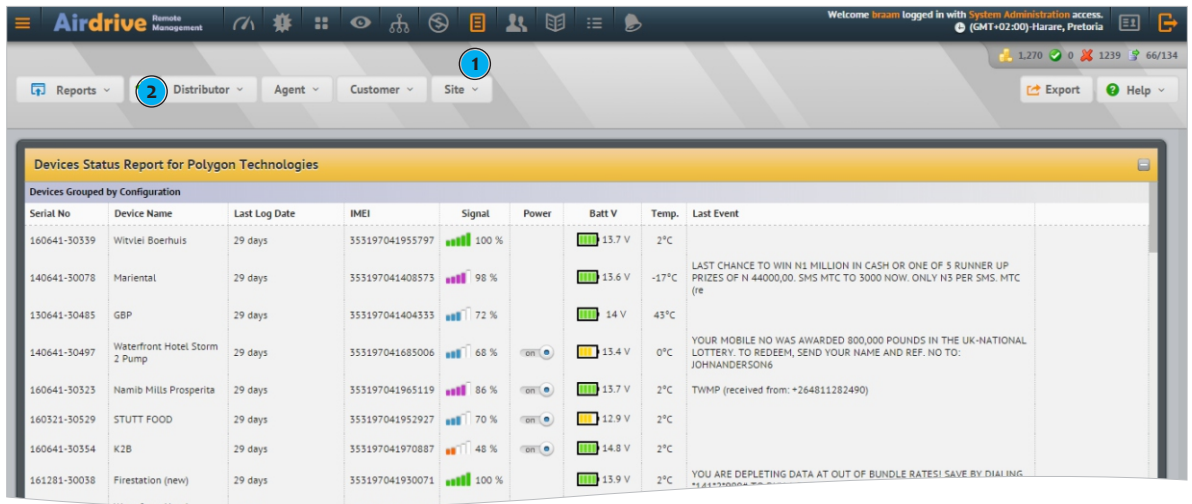 Airdrive Remote Management
Welcome braam logged in with System Administration access.
(GMT+02:00)-Harare, Pretoria
1,270 0 1239 66/134
1
2
Reports Distributor Agent Customer Site Export Help
Devices Status Report for Polygon Technologies
Devices Grouped by Configuration
Serial No Device Name Last Log Date IMEI Signal Power Batt V Temp. Last Event
160641-30339 Witvlei Boerhuis 29 days 353197041955797 100 % 13.7 V 2°C
140641-30078 Mariental 29 days 353197041408573 98 % 13.6 V -17°C LAST CHANCE TO WIN N1 MILLION IN CASH OR ONE OF 5 RUNNER UP
PRIZES OF N 44000,00. SMS MTC TO 3000 NOW. ONLY N3 PER SMS. MTC
(re
130641-30485 GBP 29 days 353197041404333 72 % 14 V 43°C
140641-30497 Waterfront Hotel Storm
2 Pump 29 days 353197041685006 68 % on 13.4 V 0°C YOUR MOBILE NO WAS AWARDED 800,000 POUNDS IN THE UK-NATIONAL
LOTTERY. TO REDEEM, SEND YOUR NAME AND REF. NO TO:
JOHNANDERSON6
160641-30323 Namib Mills Prosperita 29 days 353197041965119 86 % on 13.7 V 2°C TWMP (received from: +264811282490)
160321-30529 STUTT FOOD 29 days 353197041952927 70 % on 12.9 V 2°C
160641-30354 K2B 29 days 353197041970887 48 % on 14.8 V 2°C
161281-30038 Firestation (new) 29 days 353197041930071 100 % 13.9 V 2°C YOU ARE DEPLETING DATA AT OUT OF BUNDLE RATES! SAVE BY DIALING